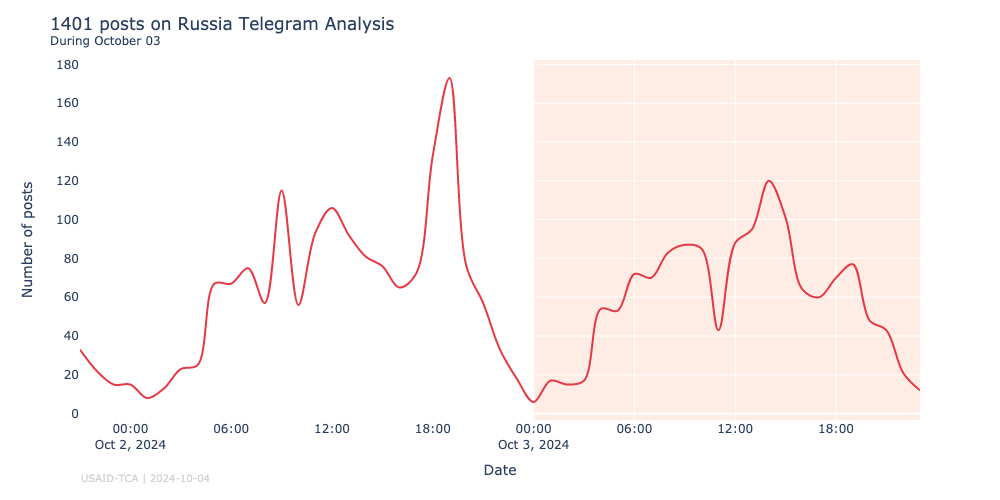 1401 posts on Russia Telegram Analysis
During October 03
180
160
140
120
100
80
60
40
20
0
Number of posts
00:00 06:00 12:00 18:00 00:00 06:00 12:00 18:00
Oct 2, 2024 Oct 3, 2024
Date
USAID-TCA | 2024-10-04